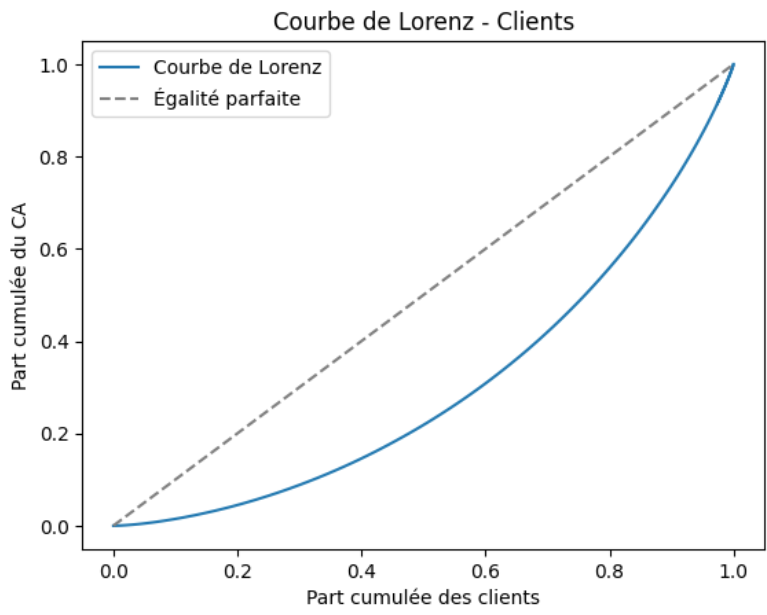 Courbe de Lorenz - Clients
Courbe de Lorenz
Égalité parfaite
Part cumulée du CA
1.0
0.8
0.6
0.4
0.2
0.0
0.0 0.2 0.4 0.6 0.8 1.0
Part cumulée des clients